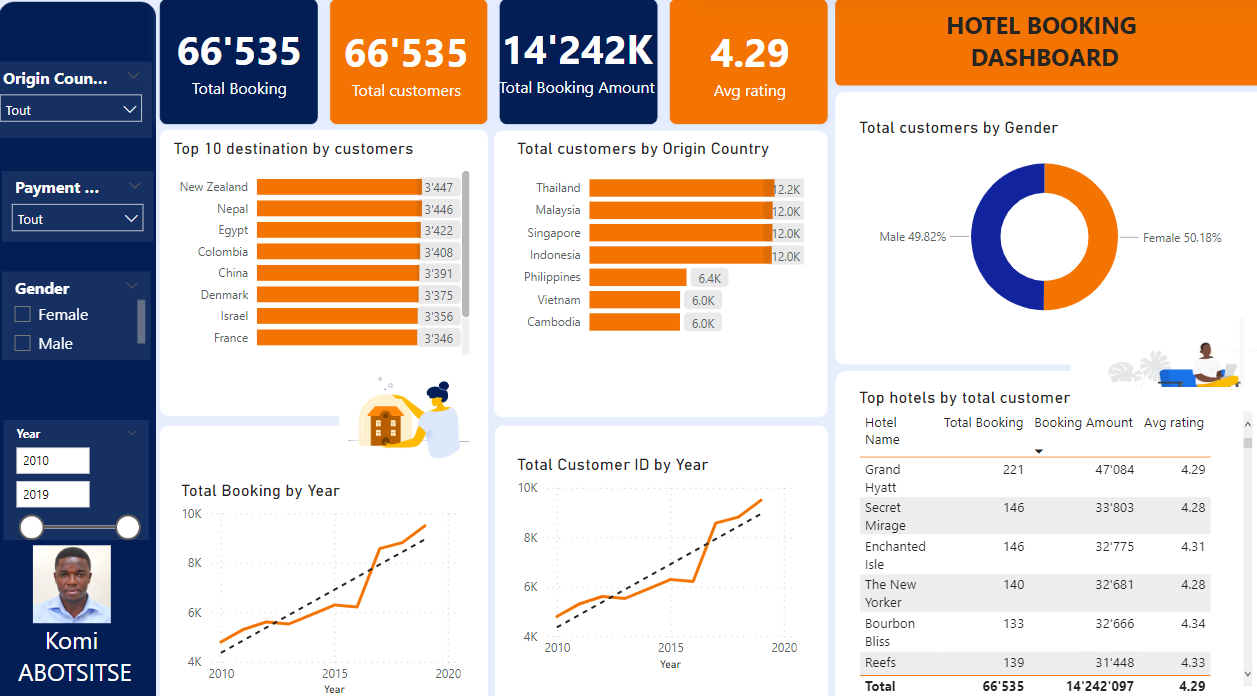 Origin Coun...
Tout
Payment ...
Tout
Gender
Female
Male
Year
2010
2019
Komi
ABOTSITSE
66'535
Total Booking
66'535
Total customers
14'242K
Total Booking Amount
4.29
Avg rating
HOTEL BOOKING
DASHBOARD
Top 10 destination by customers
New Zealand 3'447
Nepal 3'446
Egypt 3'422
Colombia 3'408
China 3'391
Denmark 3'375
Israel 3'356
France 3'346
Total customers by Origin Country
Thailand 12.2K
Malaysia 12.0K
Singapore 12.0K
Indonesia 12.0K
Philippines 6.4K
Vietnam 6.0K
Cambodia 6.0K
Total customers by Gender
Male 49.82%
Female 50.18%
Total Booking by Year
10K
8K
6K
4K
2010 2015 2020
Year
Total Customer ID by Year
10K
8K
6K
4K
2010 2015 2020
Year
Top hotels by total customer
Hotel Name Total Booking Booking Amount Avg rating
Grand Hyatt 221 47'084 4.29
Secret Mirage 146 33'803 4.28
Enchanted Isle 146 32'775 4.31
The New Yorker 140 32'681 4.28
Bourbon Bliss 133 32'666 4.34
Reefs 139 31'448 4.33
Total 66'535 14'242'097 4.29